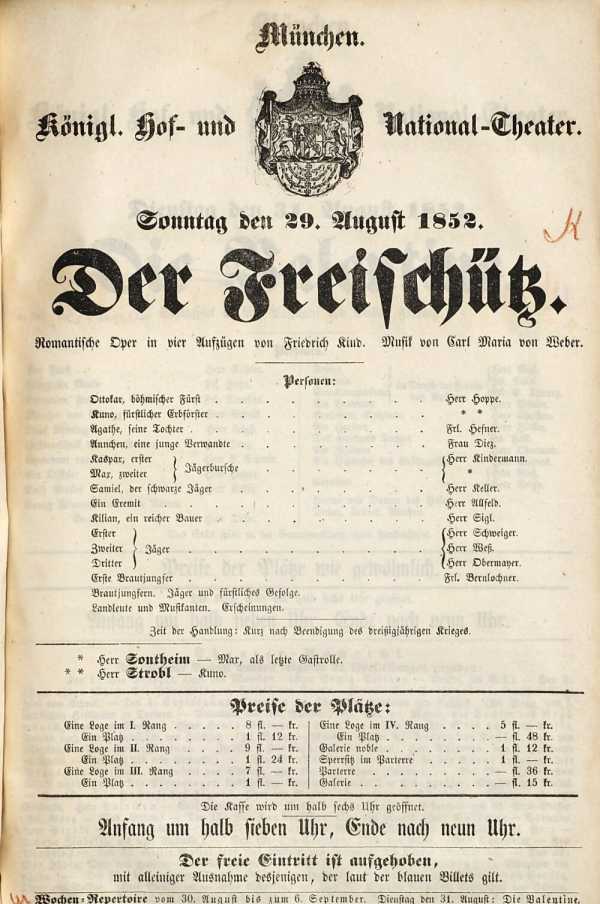 München.
Königl. Hof- und National-Theater.
Sonntag den 29. August 1852.
K
Der Freischütz.
Romantische Oper in vier Aufzügen von Friedrich Kind. Musik von Carl Maria von Weber.
Personen:
Ottokar, böhmischer Fürst . . . . . . . . Herr Hoppe.
Kuno, fürstlicher Erbförster . . . . . . . . * *
Agathe, seine Tochter . . . . . . . . Frl. Hefner.
Annchen, eine junge Verwandte . . . . . . . Frau Diez.
Kaspar, erster } Jägerbursche . . . . . . { Herr Kindermann.
Max, zweiter } { *
Samiel, der schwarze Jäger . . . . . . . . Herr Keller.
Ein Eremit . . . . . . . . Herr Allfeld.
Kilian, ein reicher Bauer . . . . . . . . Herr Sigl.
Erster } { Herr Schweiger.
Zweiter } Jäger . . . . . . . { Herr Weß.
Dritter } { Herr Obermayer.
Erste Brautjungfer . . . . . . . . Frl. Bernlochner.
Brautjungfern. Jäger und fürstliches Gefolge.
Landleute und Musikanten. Erscheinungen.
Zeit der Handlung: Kurz nach Beendigung des dreißigjährigen Krieges.
* Herr Sontheim — Max, als letzte Gastrolle.
* * Herr Strobl — Kuno.
Preise der Plätze:
Eine Loge im I. Rang . . . . . 8 fl. — kr.
Ein Platz . . . . . 1 fl. 12 kr.
Eine Loge im II. Rang . . . . . 9 fl. — kr.
Ein Platz . . . . . 1 fl. 24 kr.
Eine Loge im III. Rang . . . . . 7 fl. — kr.
Ein Platz . . . . . 1 fl. — kr.
Eine Loge im IV. Rang . . . . . 5 fl. — kr.
Ein Platz . . . . . — fl. 48 kr.
Galerie noble . . . . . 1 fl. 12 kr.
Sperrsitz im Parterre . . . . . 1 fl. — kr.
Parterre . . . . . — fl. 36 kr.
Galerie . . . . . — fl. 15 kr.
Die Kasse wird um halb sechs Uhr geöffnet.
Anfang um halb sieben Uhr, Ende nach neun Uhr.
Der freie Eintritt ist aufgehoben,
mit alleiniger Ausnahme desjenigen, der laut der blauen Billets gilt.
Wochen-Repertoire vom 30. August bis zum 6. September. Dienstag den 31. August: Die Valentine,